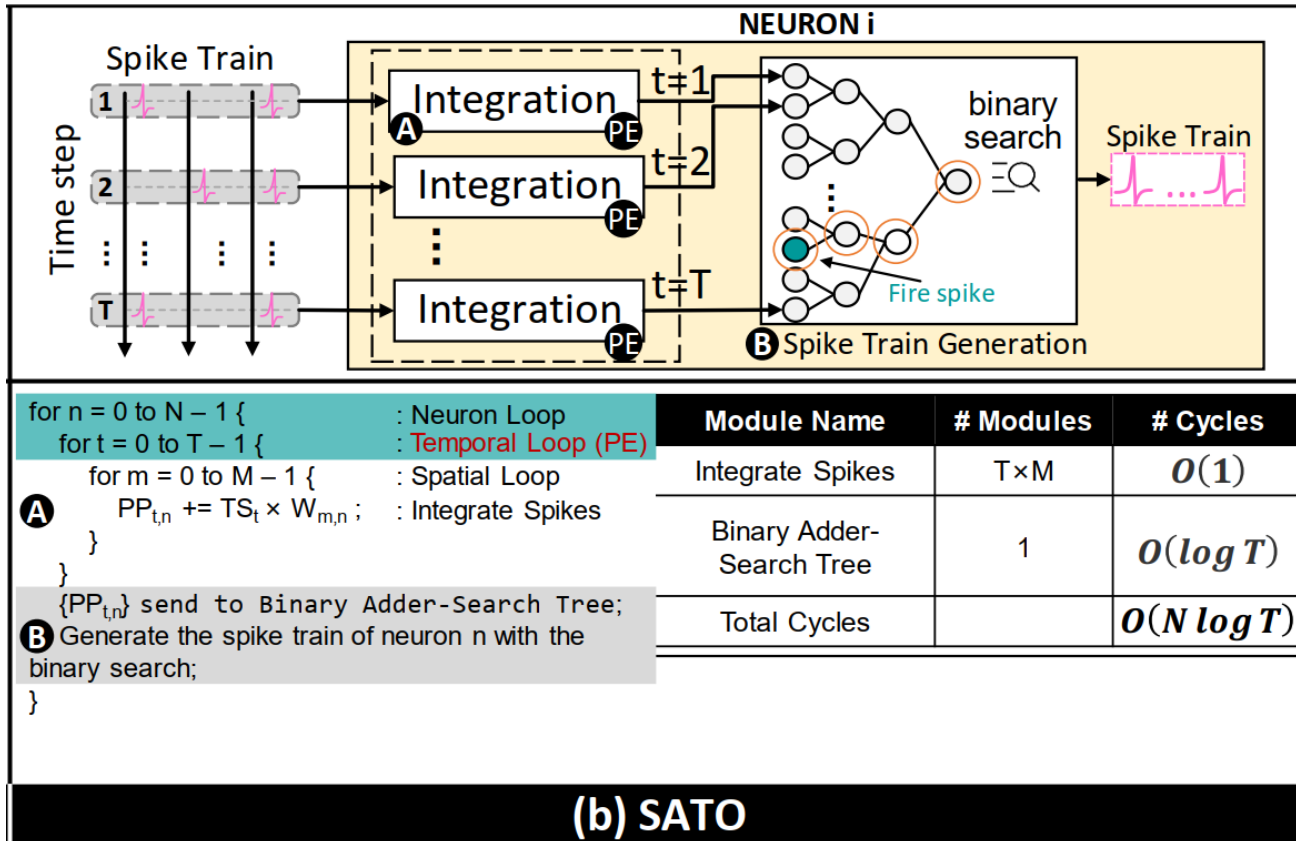 NEURON i
Spike Train
Time step
1
2
T
Integration
A
PE
t=1
Integration
PE
t=2
Integration
PE
t=T
binary
search
Fire spike
B Spike Train Generation
Spike Train
for n = 0 to N – 1 { : Neuron Loop
for t = 0 to T – 1 { : Temporal Loop (PE)
for m = 0 to M – 1 { : Spatial Loop
A PPt,n += TSt × Wm,n ; : Integrate Spikes
}
}
{PPt,n} send to Binary Adder-Search Tree;
B Generate the spike train of neuron n with the
binary search;
}
Module Name # Modules # Cycles
Integrate Spikes T×M O(1)
Binary Adder-
Search Tree 1 O(log T)
Total Cycles O(N log T)
(b) SATO